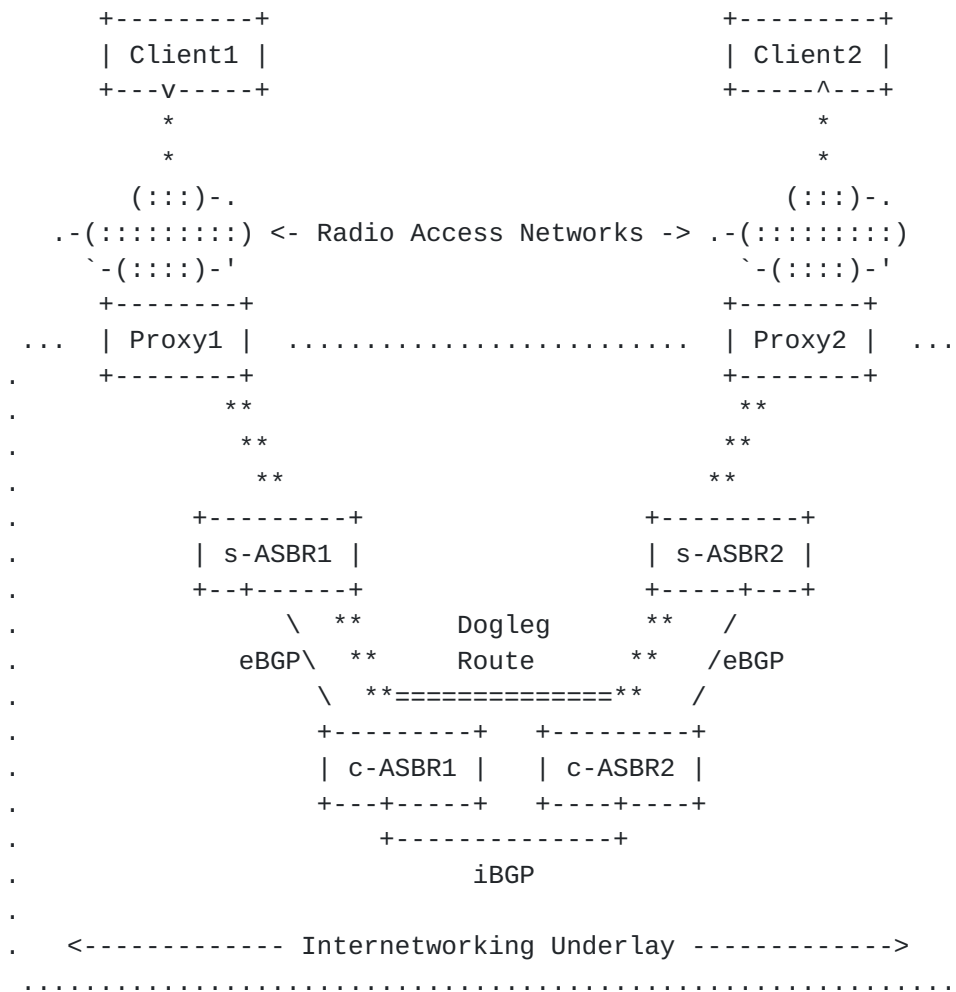 Client1 Client2
<- Radio Access Networks ->
Proxy1 Proxy2
s-ASBR1 s-ASBR2
Dogleg
eBGP Route eBGP
c-ASBR1 c-ASBR2
iBGP
<------------- Internetworking Underlay ------------->